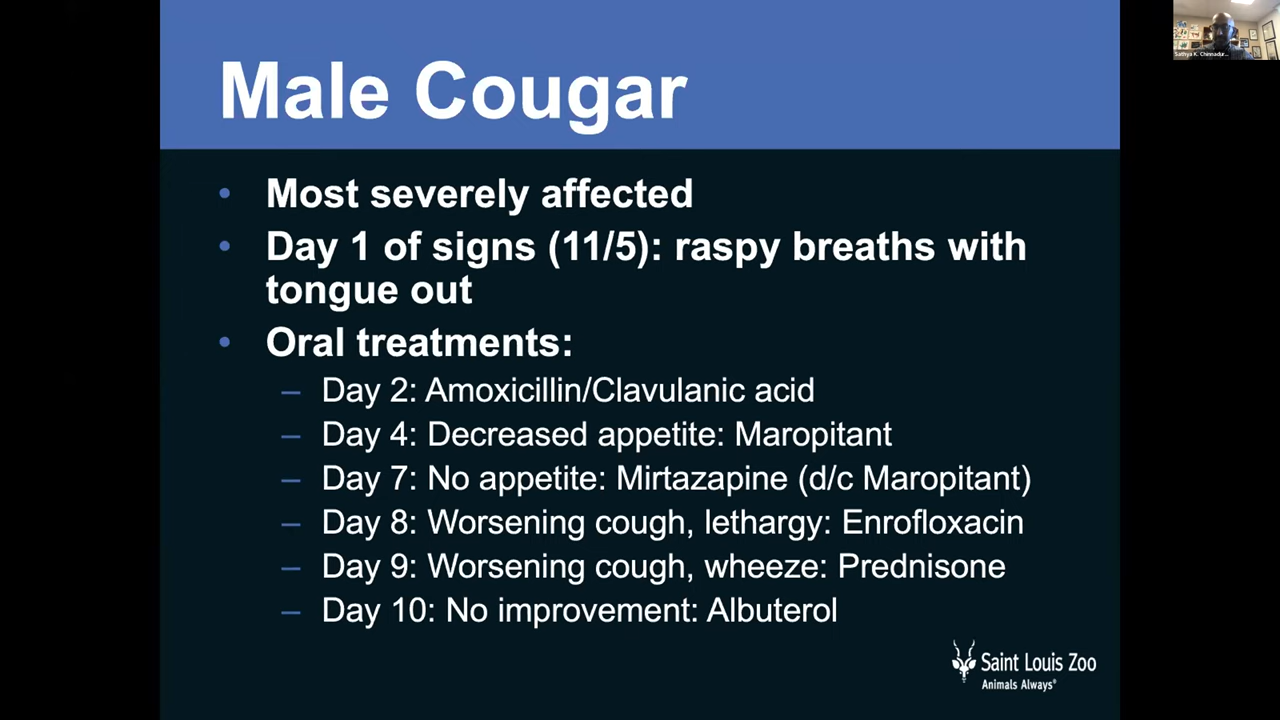 Male Cougar
• Most severely affected
• Day 1 of signs (11/5): raspy breaths with
tongue out
• Oral treatments:
– Day 2: Amoxicillin/Clavulanic acid
– Day 4: Decreased appetite: Maropitant
– Day 7: No appetite: Mirtazapine (d/c Maropitant)
– Day 8: Worsening cough, lethargy: Enrofloxacin
– Day 9: Worsening cough, wheeze: Prednisone
– Day 10: No improvement: Albuterol
Saint Louis Zoo
Animals Always®
Sathya K. Chinnadur...